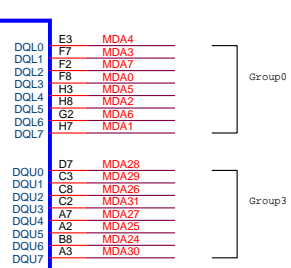 DQL0 E3 MDA4
DQL1 F7 MDA3
DQL2 F2 MDA7
DQL3 F8 MDA0
DQL4 H3 MDA5
DQL5 H8 MDA2
DQL6 G2 MDA6
DQL7 H7 MDA1
Group0
DQU0 D7 MDA28
DQU1 C3 MDA29
DQU2 C8 MDA26
DQU3 C2 MDA31
DQU4 A7 MDA27
DQU5 A2 MDA25
DQU6 B8 MDA24
DQU7 A3 MDA30
Group3